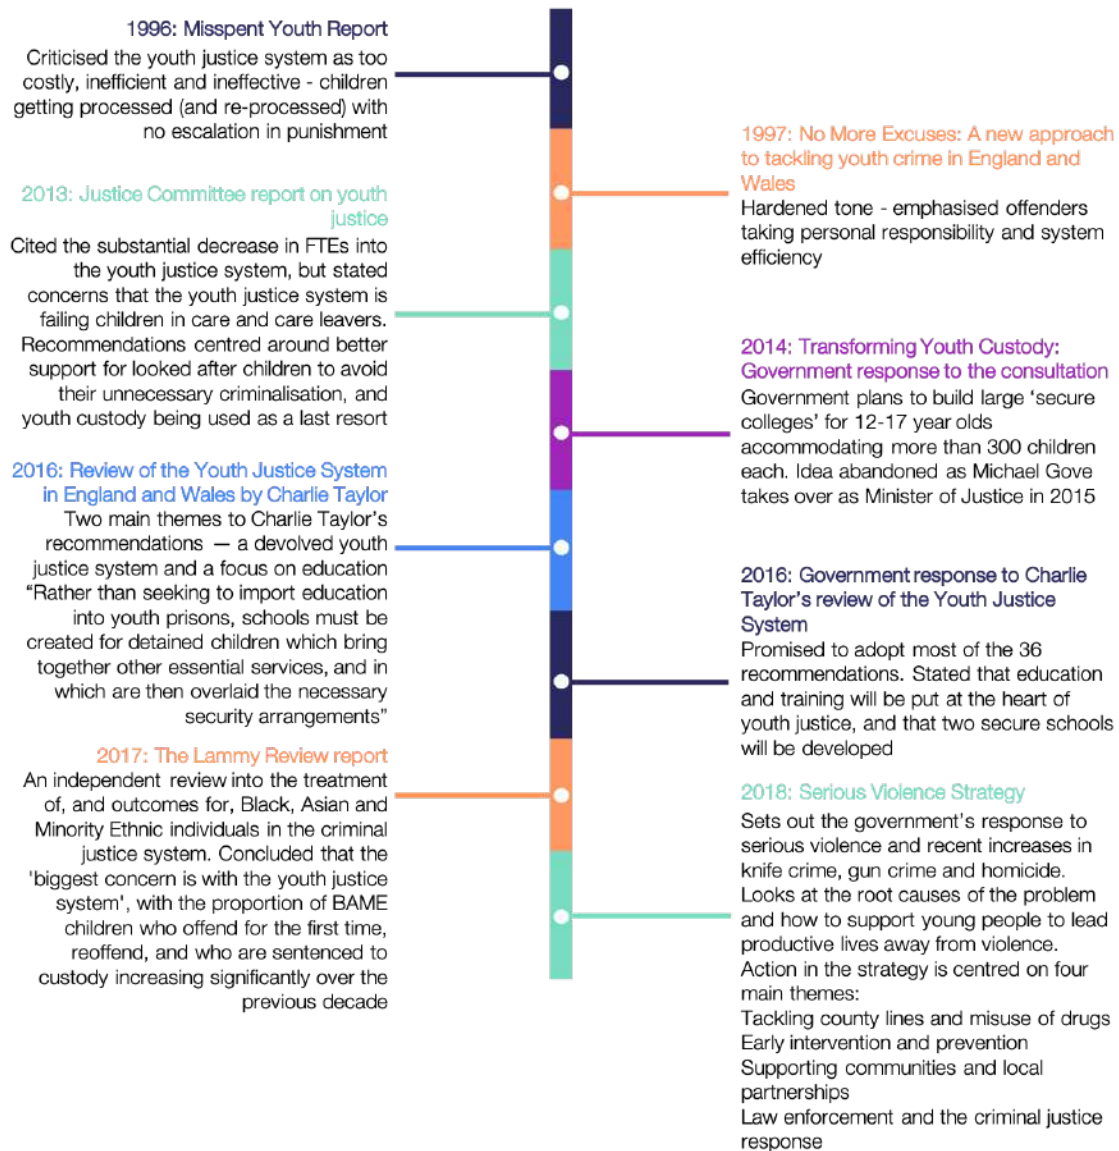 1996: Misspent Youth Report
Criticised the youth justice system as too
costly, inefficient and ineffective - children
getting processed (and re-processed) with
no escalation in punishment
1997: No More Excuses: A new approach
to tackling youth crime in England and
Wales
Hardened tone - emphasised offenders
taking personal responsibility and system
efficiency
2013: Justice Committee report on youth
justice
Cited the substantial decrease in FTEs into
the youth justice system, but stated
concerns that the youth justice system is
failing children in care and care leavers.
Recommendations centred around better
support for looked after children to avoid
their unnecessary criminalisation, and
youth custody being used as a last resort
2014: Transforming Youth Custody:
Government response to the consultation
Government plans to build large ‘secure
colleges’ for 12-17 year olds
accommodating more than 300 children
each. Idea abandoned as Michael Gove
takes over as Minister of Justice in 2015
2016: Review of the Youth Justice System
in England and Wales by Charlie Taylor
Two main themes to Charlie Taylor’s
recommendations — a devolved youth
justice system and a focus on education
“Rather than seeking to import education
into youth prisons, schools must be
created for detained children which bring
together other essential services, and in
which are then overlaid the necessary
security arrangements”
2016: Government response to Charlie
Taylor’s review of the Youth Justice
System
Promised to adopt most of the 36
recommendations. Stated that education
and training will be put at the heart of
youth justice, and that two secure schools
will be developed
2017: The Lammy Review report
An independent review into the treatment
of, and outcomes for, Black, Asian and
Minority Ethnic individuals in the criminal
justice system. Concluded that the
'biggest concern is with the youth justice
system', with the proportion of BAME
children who offend for the first time,
reoffend, and who are sentenced to
custody increasing significantly over the
previous decade
2018: Serious Violence Strategy
Sets out the government’s response to
serious violence and recent increases in
knife crime, gun crime and homicide.
Looks at the root causes of the problem
and how to support young people to lead
productive lives away from violence.
Action in the strategy is centred on four
main themes:
Tackling county lines and misuse of drugs
Early intervention and prevention
Supporting communities and local
partnerships
Law enforcement and the criminal justice
response